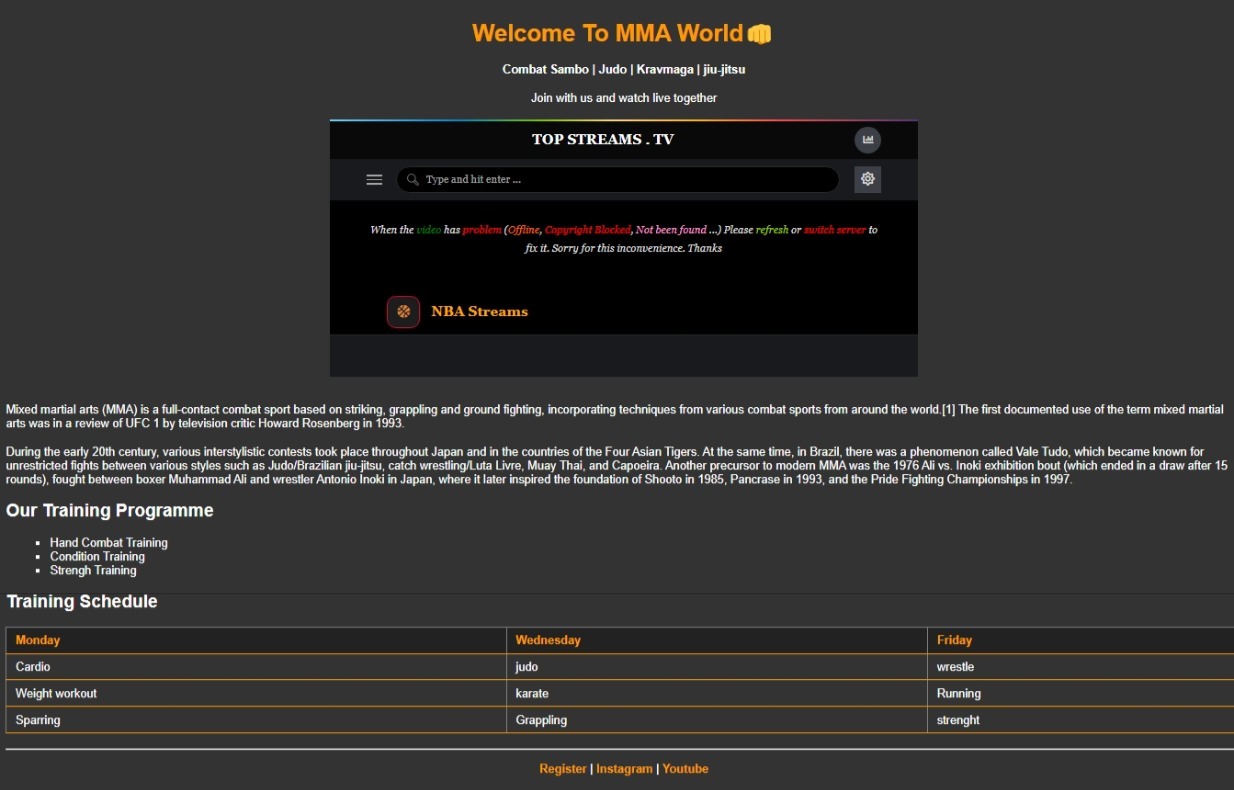 Welcome To MMA World👊
Combat Sambo | Judo | Kravmaga | jiu-jitsu
Join with us and watch live together
TOP STREAMS . TV
Type and hit enter ...
When the video has problem (Offline, Copyright Blocked, Not been found ...) Please refresh or switch server to
fix it. Sorry for this inconvenience. Thanks
NBA Streams
Mixed martial arts (MMA) is a full-contact combat sport based on striking, grappling and ground fighting, incorporating techniques from various combat sports from around the world.[1] The first documented use of the term mixed martial
arts was in a review of UFC 1 by television critic Howard Rosenberg in 1993.
During the early 20th century, various interstylistic contests took place throughout Japan and in the countries of the Four Asian Tigers. At the same time, in Brazil, there was a phenomenon called Vale Tudo, which became known for
unrestricted fights between various styles such as Judo/Brazilian jiu-jitsu, catch wrestling/Luta Livre, Muay Thai, and Capoeira. Another precursor to modern MMA was the 1976 Ali vs. Inoki exhibition bout (which ended in a draw after 15
rounds), fought between boxer Muhammad Ali and wrestler Antonio Inoki in Japan, where it later inspired the foundation of Shooto in 1985, Pancrase in 1993, and the Pride Fighting Championships in 1997.
Our Training Programme
Hand Combat Training
Condition Training
Strengh Training
Training Schedule
Monday Wednesday Friday
Cardio judo wrestle
Weight workout karate Running
Sparring Grappling strenght
Register | Instagram | Youtube